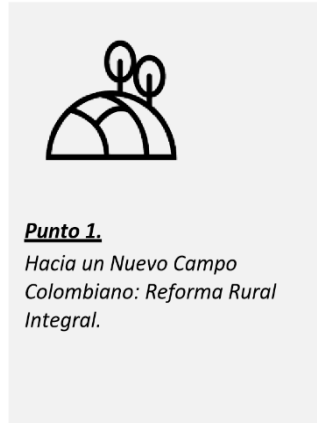 Punto 1.
Hacia un Nuevo Campo
Colombiano: Reforma Rural
Integral.